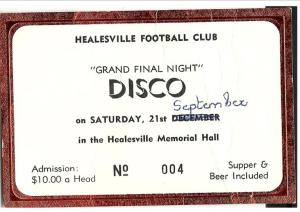 HEALESVILLE FOOTBALL CLUB
"GRAND FINAL NIGHT"
DISCO
September
on SATURDAY, 21st DECEMBER
in the Healesville Memorial Hall
Admission: $10.00 a Head
Nº 004
Supper & Beer Included